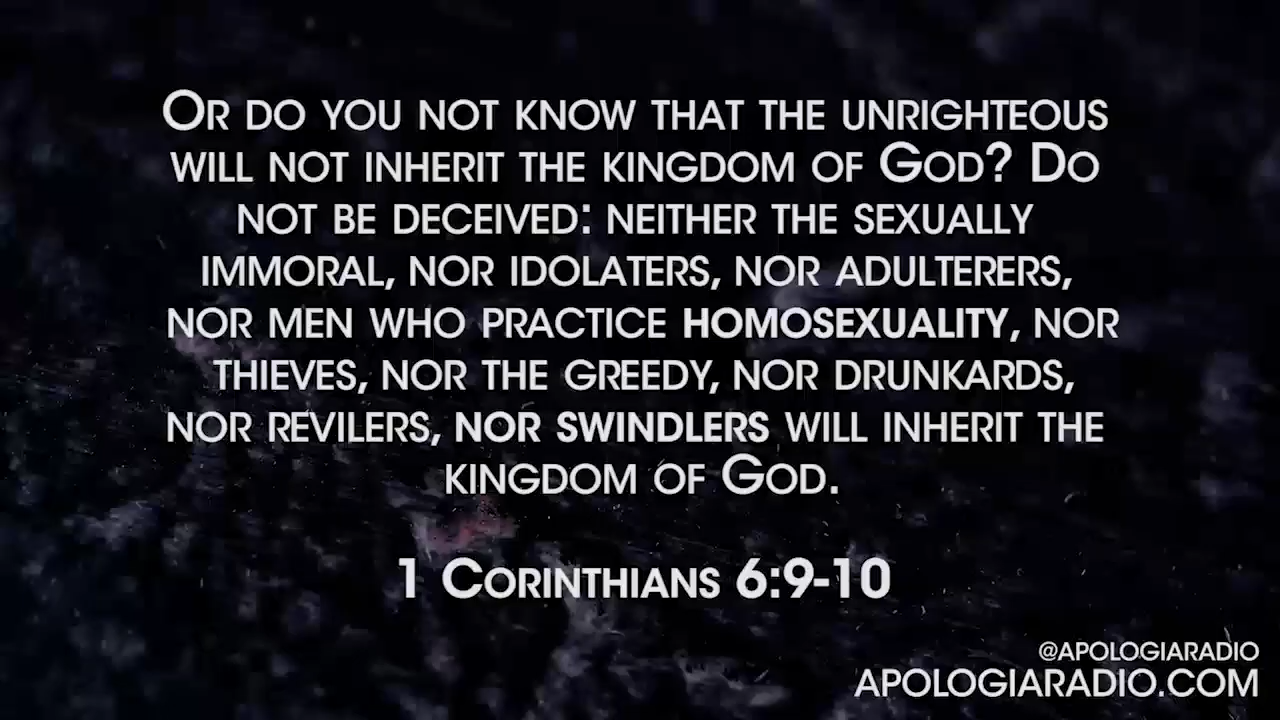 Or do you not know that the unrighteous
will not inherit the kingdom of God? Do
not be deceived: neither the sexually
immoral, nor idolaters, nor adulterers,
nor men who practice homosexuality, nor
thieves, nor the greedy, nor drunkards,
nor revilers, nor swindlers will inherit the
kingdom of God.
1 Corinthians 6:9-10
@APOLOGIARADIO
APOLOGIARADIO.COM